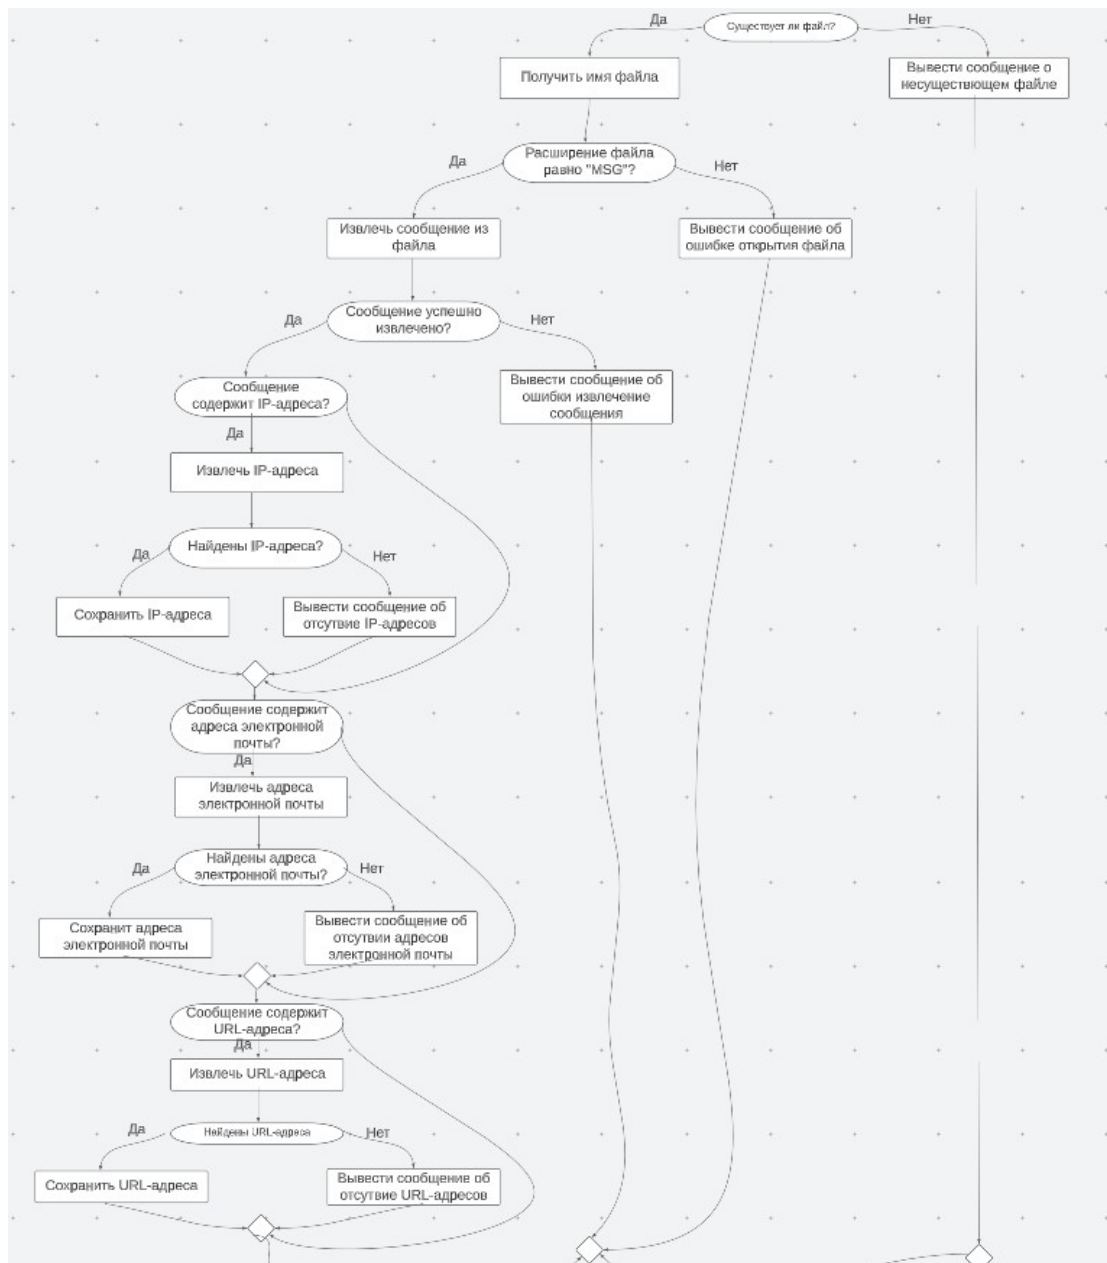 Да
Существует ли файл?
Нет
Получить имя файла
Вывести сообщение о
несуществующем файле
Да
Расширение файла
равно "MSG"?
Нет
Извлечь сообщение из
файла
Вывести сообщение об
ошибке открытия файла
Да
Сообщение успешно
извлечено?
Нет
Сообщение
содержит IP-адреса?
Вывести сообщение об
ошибки извлечение
сообщения
Да
Извлечь IP-адреса
Да
Найдены IP-адреса?
Нет
Сохранить IP-адреса
Вывести сообщение об
отсутвие IP-адресов
Сообщение содержит
адреса электронной
почты?
Да
Извлечь адреса
электронной почты
Да
Найдены адреса
электронной почты?
Нет
Сохранит адреса
электронной почты
Вывести сообщение об
отсутвии адресов
электронной почты
Сообщение содержит
URL-адреса?
Да
Извлечь URL-адреса
Да
Найдены URL-адреса
Нет
Сохранить URL-адреса
Вывести сообщение об
отсутвие URL-адресов